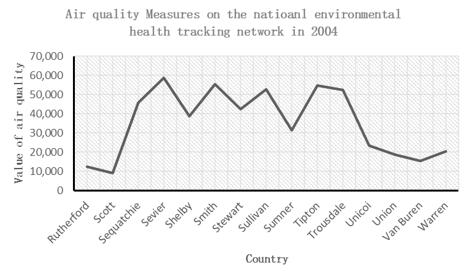 Air quality Measures on the natioanl environmental
health tracking network in 2004
70,000
60,000
50,000
40,000
30,000
20,000
10,000
0
Value of air quality
Rutherford
Scott
Sequatchie
Sevier
Shelby
Smith
Stewart
Sullivan
Sumner
Tipton
Trousdale
Unicoi
Union
Van Buren
Warren
Country